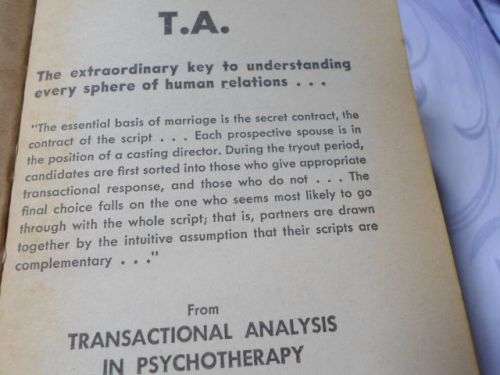 T.A.
The extraordinary key to understanding
every sphere of human relations . . .
"The essential basis of marriage is the secret contract, the
contract of the script . . . Each prospective spouse is in
the position of a casting director. During the tryout period,
candidates are first sorted into those who give appropriate
transactional response, and those who do not . . . The
final choice falls on the one who seems most likely to go
through with the whole script; that is, partners are drawn
together by the intuitive assumption that their scripts are
complementary . . ."
From
TRANSACTIONAL ANALYSIS
IN PSYCHOTHERAPY